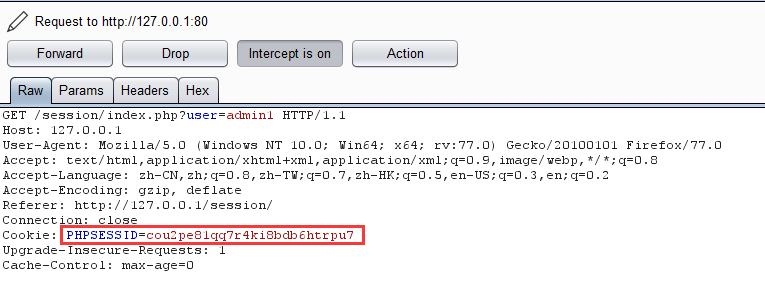 Request to http://127.0.0.1:80
Forward Drop Intercept is on Action
Raw Params Headers Hex
GET /session/index.php?user=admin1 HTTP/1.1
Host: 127.0.0.1
User-Agent: Mozilla/5.0 (Windows NT 10.0; Win64; x64; rv:77.0) Gecko/20100101 Firefox/77.0
Accept: text/html,application/xhtml+xml,application/xml;q=0.9,image/webp,*/*;q=0.8
Accept-Language: zh-CN,zh;q=0.8,zh-TW;q=0.7,zh-HK;q=0.5,en-US;q=0.3,en;q=0.2
Accept-Encoding: gzip, deflate
Referer: http://127.0.0.1/session/
Connection: close
Cookie: PHPSESSID=cou2pe81qq7r4ki8bdb6htrpu7
Upgrade-Insecure-Requests: 1
Cache-Control: max-age=0